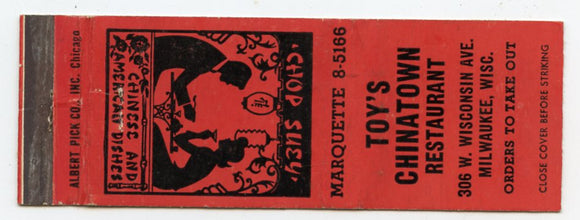 CLOSE COVER BEFORE STRIKING
TOY'S
CHINATOWN
RESTAURANT
306 W. WISCONSIN AVE.
MILWAUKEE, WISC.
ORDERS TO TAKE OUT
MARQUETTE 8-5166
"CHOP SUEY"
CHINESE AND
AMERICAN DISHES
ALBERT PICK CO., INC. Chicago